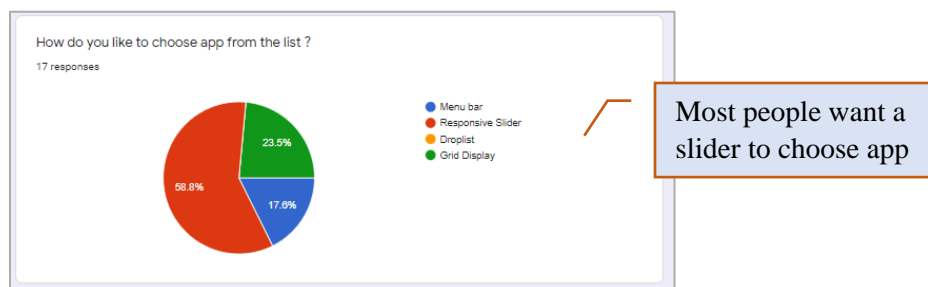 How do you like to choose app from the list ?
17 responses
Menu bar
Responsive Slider
Droplist
Grid Display
23.5%
58.8%
17.6%
Most people want a
slider to choose app